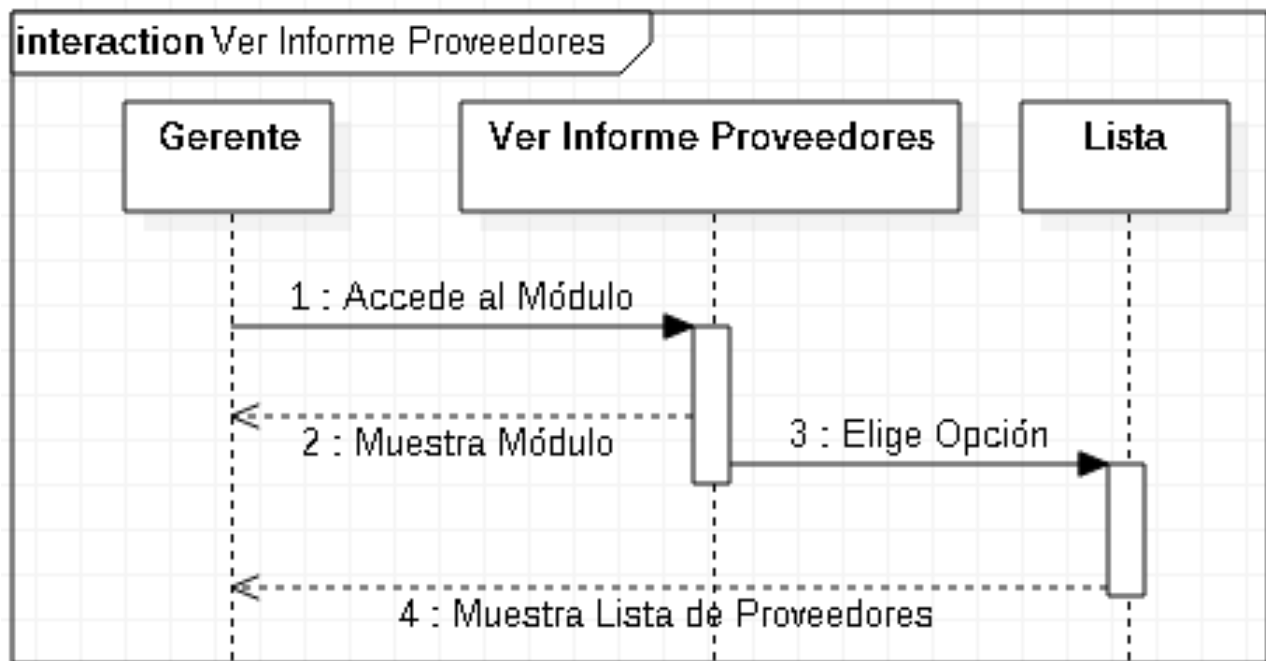 interaction Ver Informe Proveedores
Gerente
Ver Informe Proveedores
Lista
1 : Accede al Módulo
2 : Muestra Módulo
3 : Elige Opción
4 : Muestra Lista de Proveedores